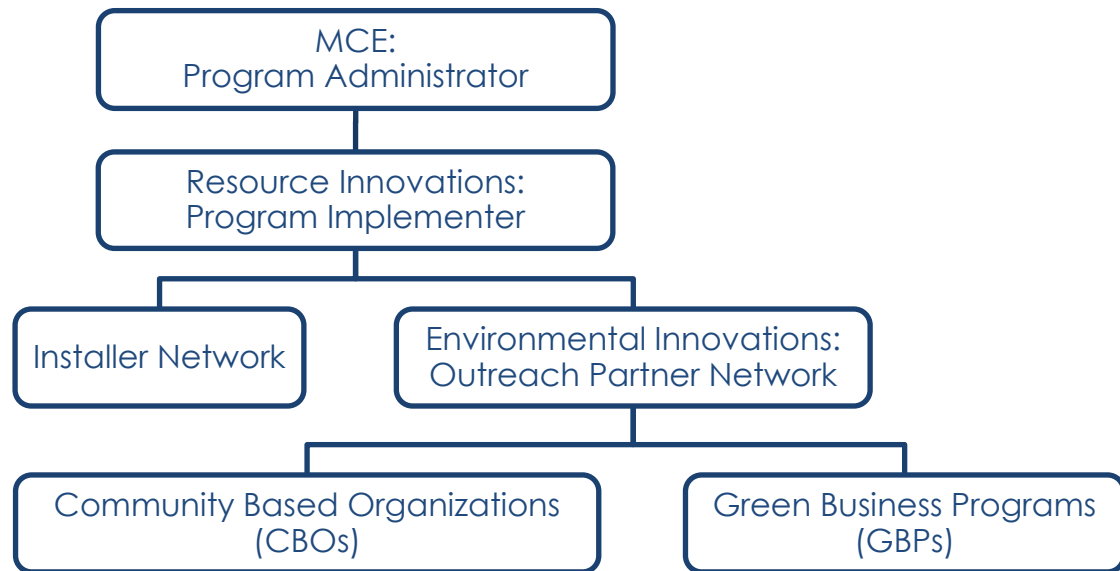 MCE:
Program Administrator
Resource Innovations:
Program Implementer
Installer Network
Environmental Innovations:
Outreach Partner Network
Community Based Organizations
(CBOs)
Green Business Programs
(GBPs)